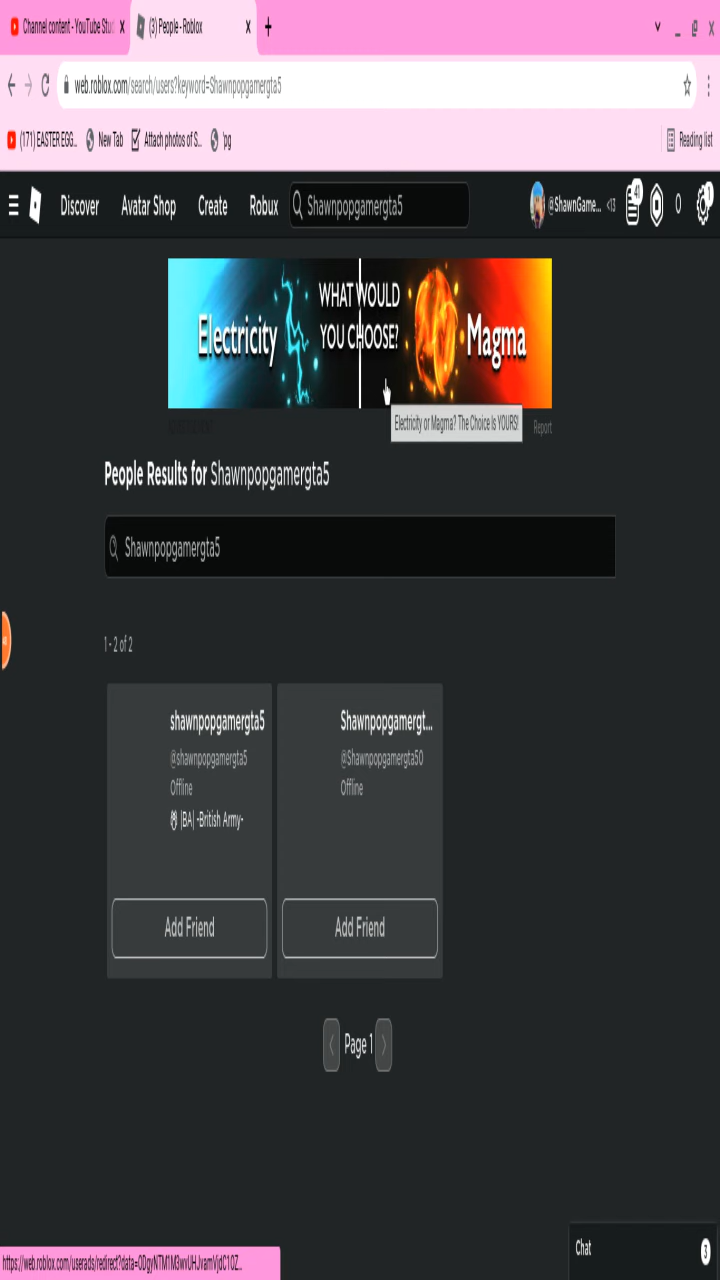 Channel content - YouTube Stu
(3) People - Roblox
web.roblox.com/search/users?keyword=Shawnpopgamergta5
(171) EASTER EGG...
New Tab
Attach photos of S...
'pg
Reading list
Discover
Avatar Shop
Create
Robux
Shawnpopgamergta5
@ShawnGame... <13
41
0
1
Electricity
WHAT WOULD
YOU CHOOSE?
Magma
Electricity or Magma? The Choice Is YOURS!
Report
People Results for Shawnpopgamergta5
Shawnpopgamergta5
1 - 2 of 2
shawnpopgamergta5
@shawnpopgamergta5
Offline
|BA| -British Army-
Add Friend
Shawnpopgamergt...
@Shawnpopgamergta50
Offline
Add Friend
Page 1
Chat
3